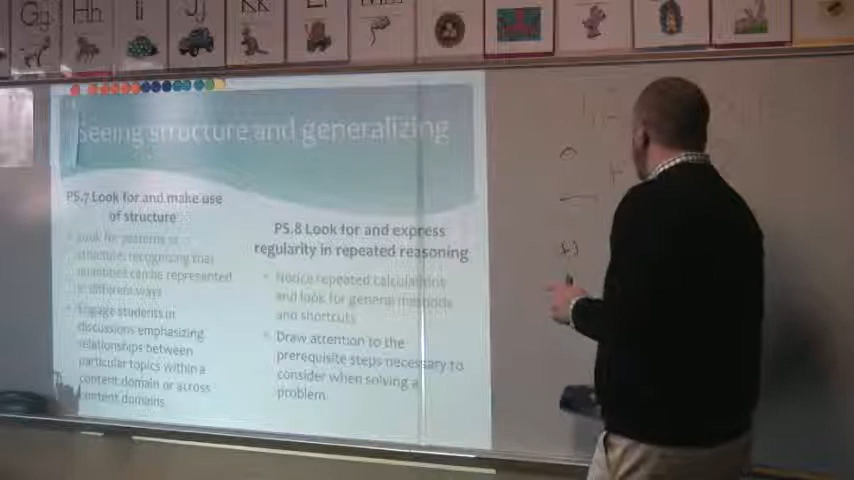 Gg Hh Ii Jj Kk
Seeing structure and generalizing
PS.7 Look for and make use
of structure
Look for patterns or
structure, recognizing that
quantities can be represented
in different ways
Engage students in
discussions emphasizing
relationships between
particular topics within a
content domain or across
content domains
PS.8 Look for and express
regularity in repeated reasoning
Notice repeated calculations
and look for general methods
and shortcuts
Draw attention to the
prerequisite steps necessary to
consider when solving a
problem